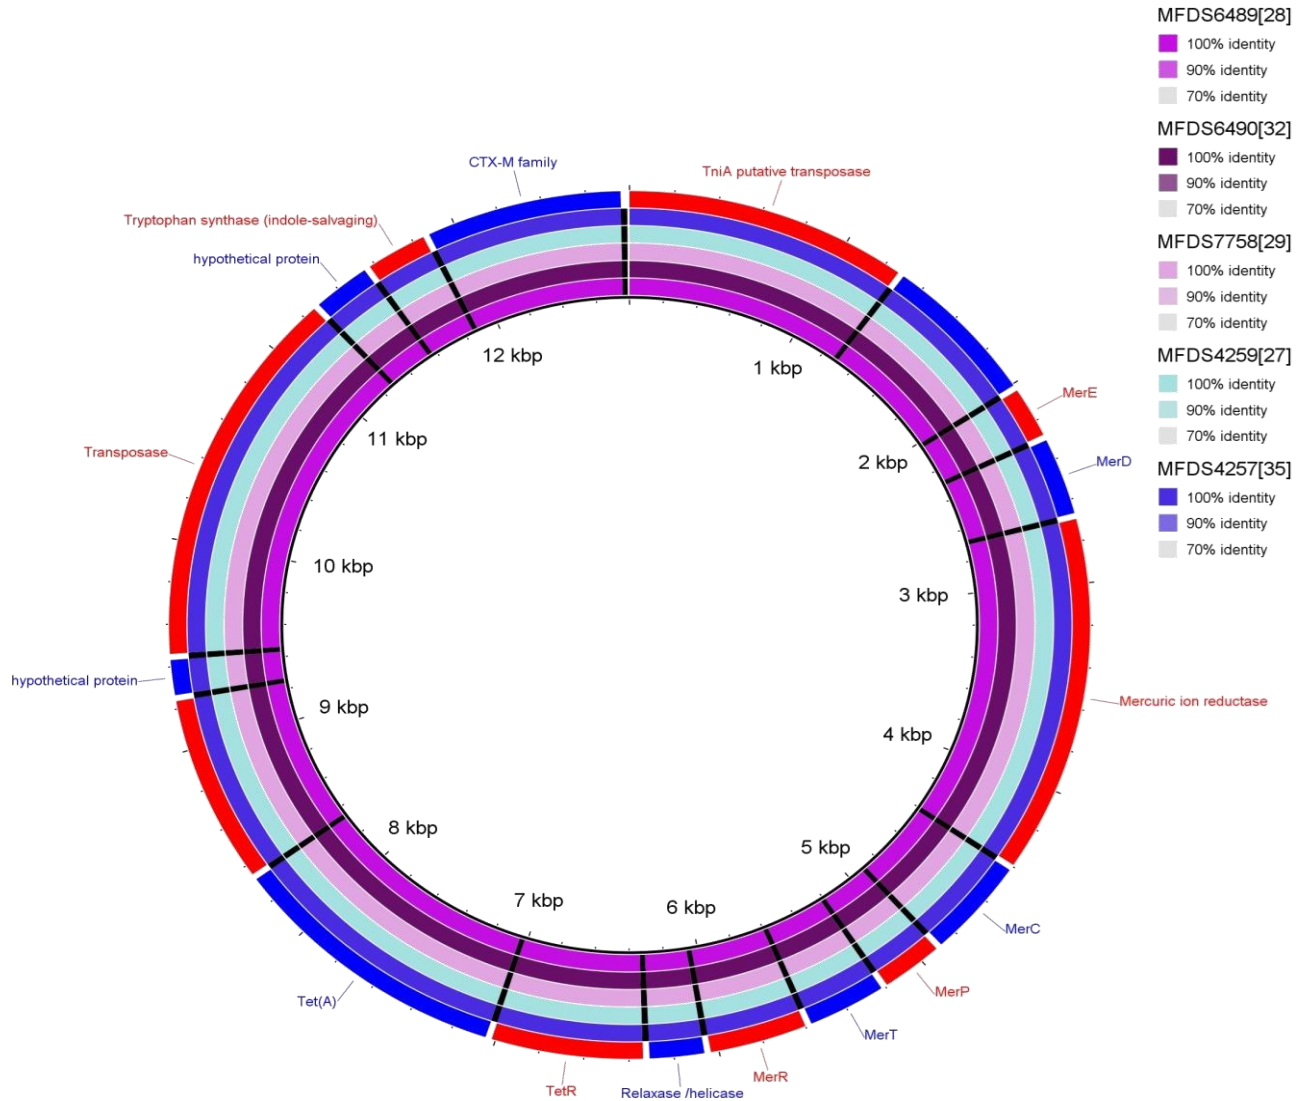 MFDS6489[28]
100% identity
90% identity
70% identity
MFDS6490[32]
100% identity
90% identity
70% identity
MFDS7758[29]
100% identity
90% identity
70% identity
MFDS4259[27]
100% identity
90% identity
70% identity
MFDS4257[35]
100% identity
90% identity
70% identity
CTX-M family
TniA putative transposase
Tryptophan synthase (indole-salvaging)
hypothetical protein
12 kbp
1 kbp
MerE
11 kbp
Transposase
2 kbp
MerD
10 kbp
3 kbp
hypothetical protein
9 kbp
Mercuric ion reductase
4 kbp
8 kbp
5 kbp
7 kbp
6 kbp
MerC
MerP
Tet(A)
MerT
MerR
TetR
Relaxase /helicase